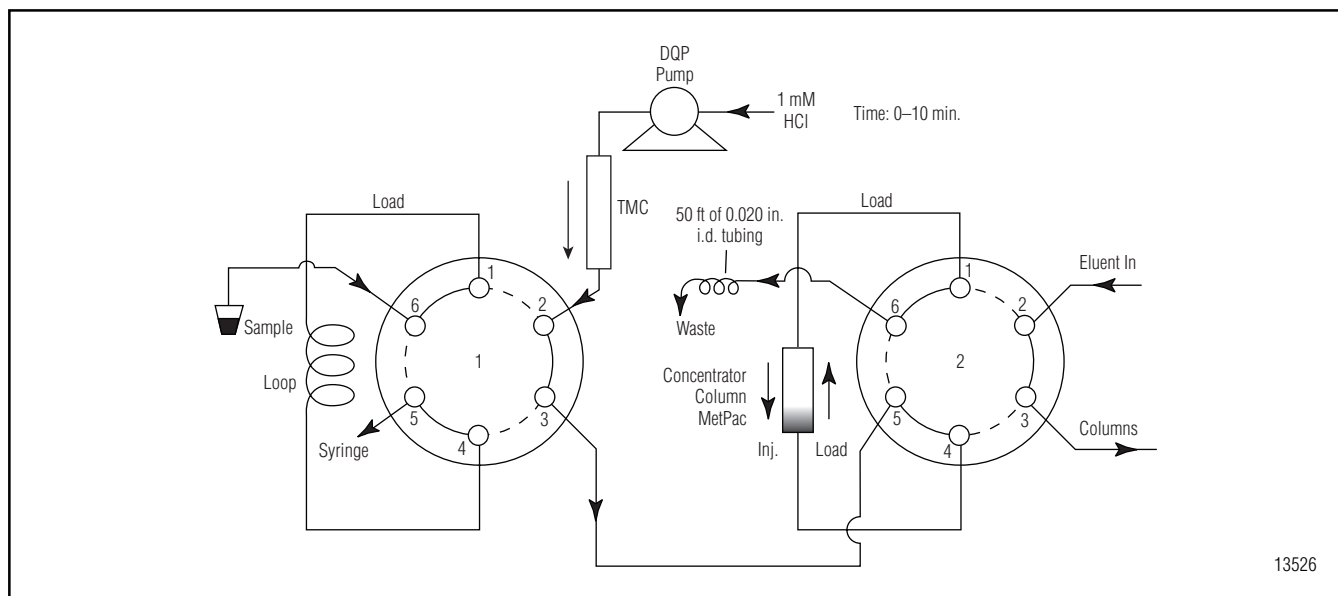 DQP
Pump
1 mM
HCl
Time: 0–10 min.
TMC
Load
Sample
Loop
Syringe
1
2
3
4
5
6
1
50 ft of 0.020 in.
i.d. tubing
Waste
Load
Concentrator
Column
MetPac
Inj.
Load
Eluent In
Columns
1
2
3
4
5
6
2
13526